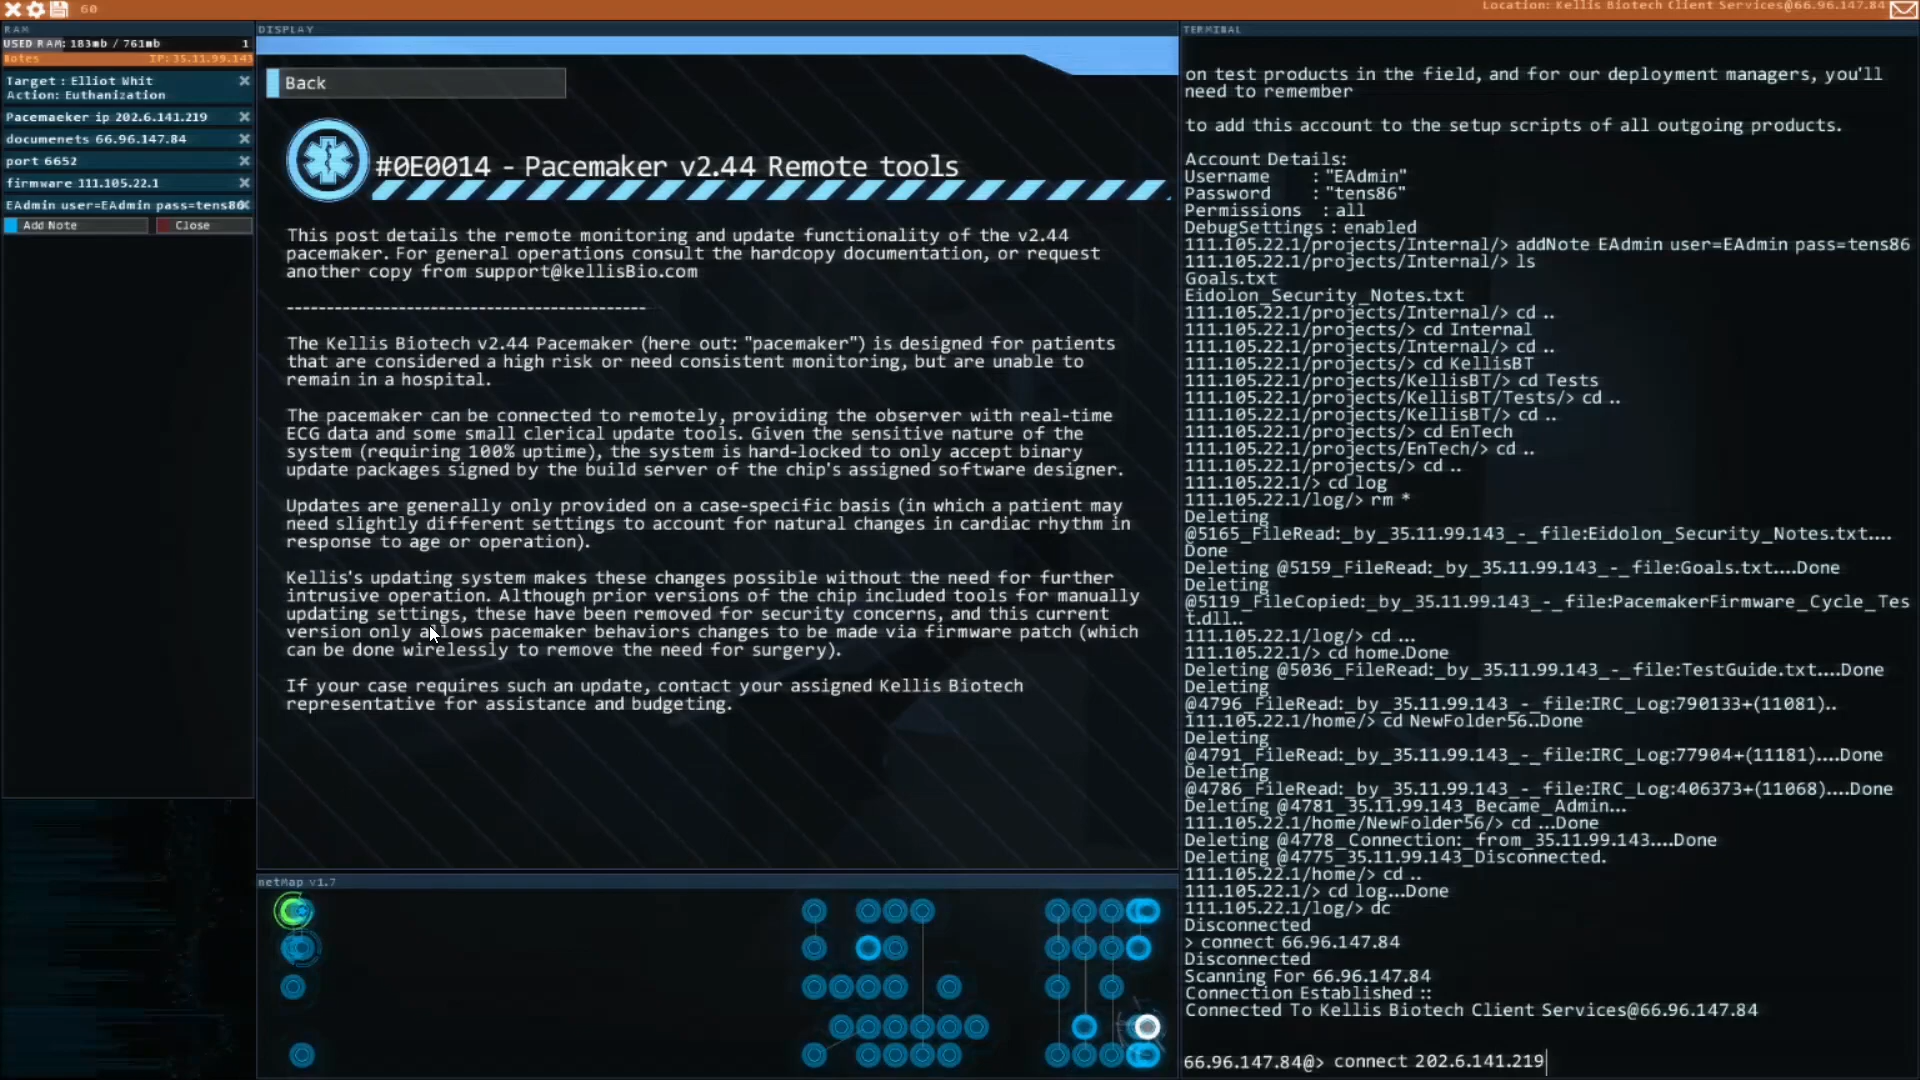 60
Location: Kellis Biotech Client Services@66.96.147.84
RAM
USED RAM: 183mb / 761mb 1
Notes IP: 35.11.99.143
Target : Elliot Whit
Action: Euthanization
Pacemaeker ip 202.6.141.219
documenets 66.96.147.84
port 6652
firmware 111.105.22.1
EAdmin user=EAdmin pass=tens86
Add Note
Close
DISPLAY
Back
#0E0014 - Pacemaker v2.44 Remote tools
This post details the remote monitoring and update functionality of the v2.44
pacemaker. For general operations consult the hardcopy documentation, or request
another copy from support@kellisBio.com
----------------------------------------
The Kellis Biotech v2.44 Pacemaker (here out: "pacemaker") is designed for patients
that are considered a high risk or need consistent monitoring, but are unable to
remain in a hospital.
The pacemaker can be connected to remotely, providing the observer with real-time
ECG data and some small clerical update tools. Given the sensitive nature of the
system (requiring 100% uptime), the system is hard-locked to only accept binary
update packages signed by the build server of the chip's assigned software designer.
Updates are generally only provided on a case-specific basis (in which a patient may
need slightly different settings to account for natural changes in cardiac rhythm in
response to age or operation).
Kellis's updating system makes these changes possible without the need for further
intrusive operation. Although prior versions of the chip included tools for manually
updating settings, these have been removed for security concerns, and this current
version only allows pacemaker behaviors changes to be made via firmware patch (which
can be done wirelessly to remove the need for surgery).
If your case requires such an update, contact your assigned Kellis Biotech
representative for assistance and budgeting.
netMap v1.7
TERMINAL
on test products in the field, and for our deployment managers, you'll
need to remember
to add this account to the setup scripts of all outgoing products.
Account Details:
Username : "EAdmin"
Password : "tens86"
Permissions : all
DebugSettings : enabled
111.105.22.1/projects/Internal/> addNote EAdmin user=EAdmin pass=tens86
111.105.22.1/projects/Internal/> ls
Goals.txt
Eidolon_Security_Notes.txt
111.105.22.1/projects/Internal/> cd ..
111.105.22.1/projects/> cd Internal
111.105.22.1/projects/Internal/> cd ..
111.105.22.1/projects/> cd KellisBT
111.105.22.1/projects/KellisBT/> cd Tests
111.105.22.1/projects/KellisBT/Tests/> cd ..
111.105.22.1/projects/KellisBT/> cd ..
111.105.22.1/projects/> cd EnTech
111.105.22.1/projects/EnTech/> cd ..
111.105.22.1/projects/> cd ..
111.105.22.1/> cd log
111.105.22.1/log/> rm *
Deleting
@5165_FileRead:_by_35.11.99.143_-_file:Eidolon_Security_Notes.txt....
Done
Deleting @5159_FileRead:_by_35.11.99.143_-_file:Goals.txt....Done
Deleting
@5119_FileCopied:_by_35.11.99.143_-_file:PacemakerFirmware_Cycle_Tes
t.dll..
111.105.22.1/log/> cd ...
111.105.22.1/> cd home.Done
Deleting @5036_FileRead:_by_35.11.99.143_-_file:TestGuide.txt....Done
Deleting
@4796_FileRead:_by_35.11.99.143_-_file:IRC_Log:790133+(11081)..
111.105.22.1/home/> cd NewFolder56..Done
Deleting
@4791_FileRead:_by_35.11.99.143_-_file:IRC_Log:77904+(11181)....Done
Deleting
@4786_FileRead:_by_35.11.99.143_-_file:IRC_Log:406373+(11068)....Done
Deleting @4781_35.11.99.143_Became_Admin...
111.105.22.1/home/NewFolder56/> cd ...Done
Deleting @4778_Connection:_from_35.11.99.143....Done
Deleting @4775_35.11.99.143_Disconnected.
111.105.22.1/home/> cd ..
111.105.22.1/> cd log...Done
111.105.22.1/log/> dc
Disconnected
> connect 66.96.147.84
Disconnected
Scanning For 66.96.147.84
Connection Established ::
Connected To Kellis Biotech Client Services@66.96.147.84
66.96.147.84@> connect 202.6.141.219